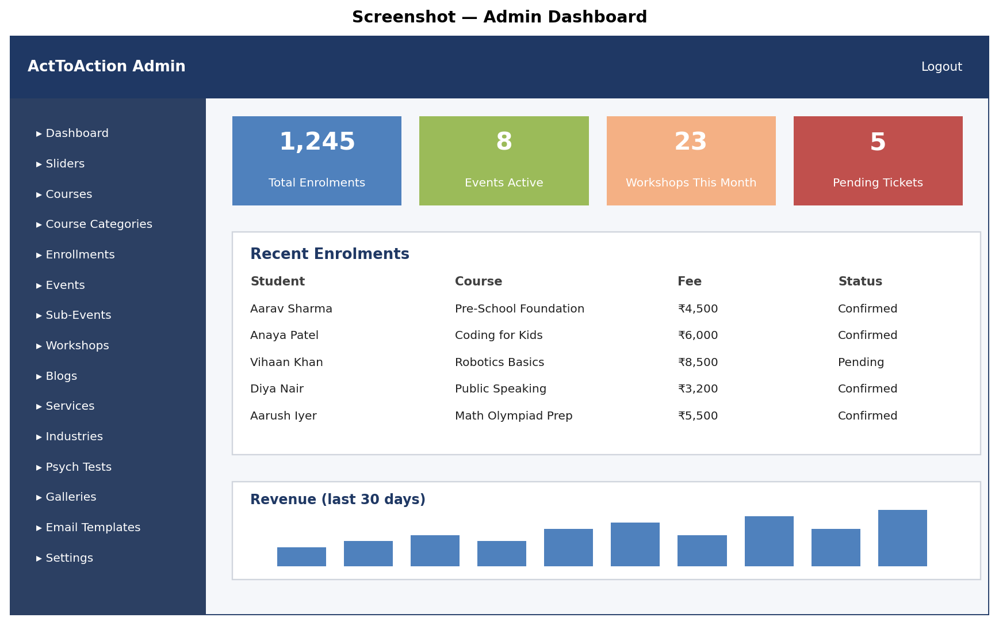 Screenshot — Admin Dashboard
ActToAction Admin
Logout
▸ Dashboard
▸ Sliders
▸ Courses
▸ Course Categories
▸ Enrollments
▸ Events
▸ Sub-Events
▸ Workshops
▸ Blogs
▸ Services
▸ Industries
▸ Psych Tests
▸ Galleries
▸ Email Templates
▸ Settings
1,245
Total Enrolments
8
Events Active
23
Workshops This Month
5
Pending Tickets
Recent Enrolments
Student Course Fee Status
Aarav Sharma Pre-School Foundation ₹4,500 Confirmed
Anaya Patel Coding for Kids ₹6,000 Confirmed
Vihaan Khan Robotics Basics ₹8,500 Pending
Diya Nair Public Speaking ₹3,200 Confirmed
Aarush Iyer Math Olympiad Prep ₹5,500 Confirmed
Revenue (last 30 days)